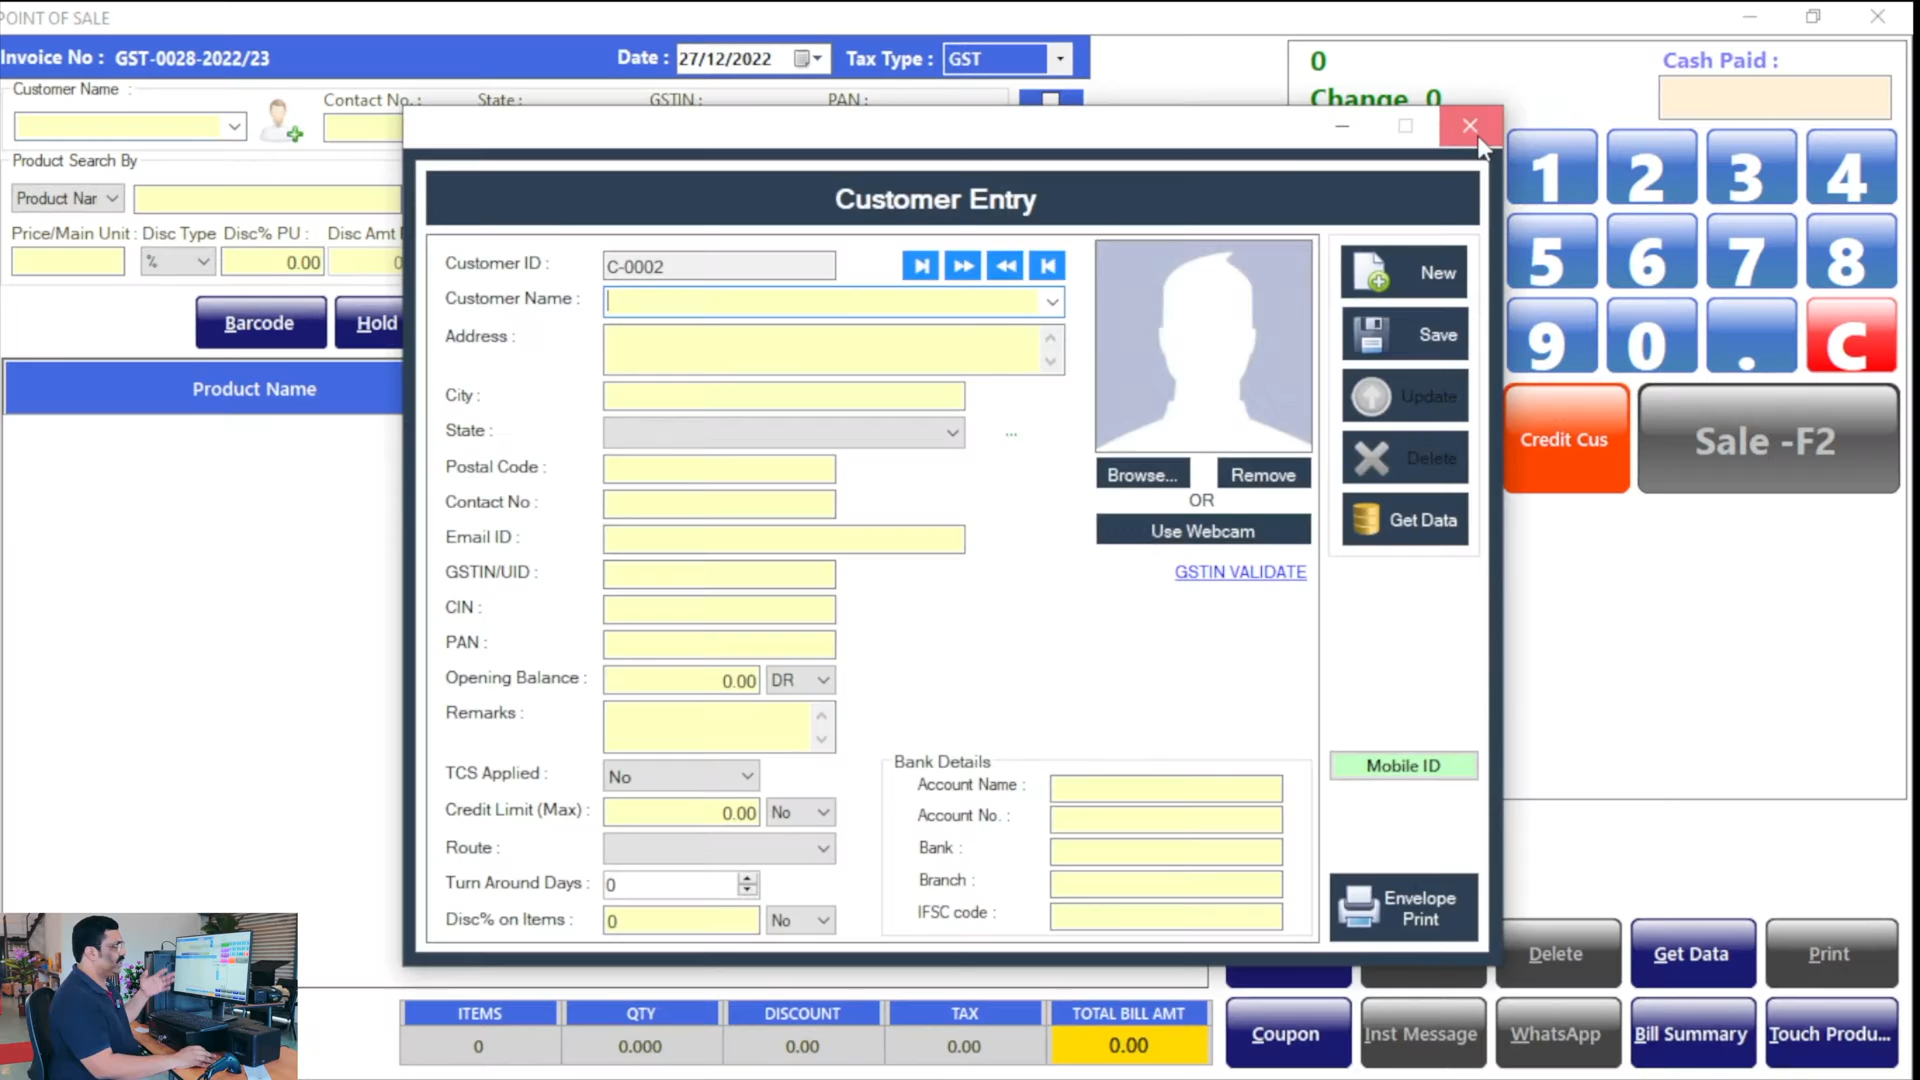 POINT OF SALE
Invoice No : GST-0028-2022/23
Date : 27/12/2022
Tax Type : GST
0
Change 0
Cash Paid :
Customer Name :
Contact No. :
State :
GSTIN :
PAN :
Product Search By
Product Nar
Price/Main Unit :
Disc Type
Disc% PU :
Disc Amt
%
0.00
0
Barcode
Hold
Product Name
Customer Entry
Customer ID : C-0002
Customer Name :
Address :
City :
State :
...
Postal Code :
Contact No :
Email ID :
GSTIN/UID :
CIN :
PAN :
Opening Balance : 0.00 DR
Remarks :
TCS Applied : No
Credit Limit (Max) : 0.00 No
Route :
Turn Around Days : 0
Disc% on Items : 0 No
Browse...
Remove
OR
Use Webcam
GSTIN VALIDATE
Bank Details
Account Name :
Account No. :
Bank :
Branch :
IFSC code :
New
Save
Update
Delete
Get Data
Mobile ID
Envelope
Print
1 2 3 4
5 6 7 8
9 0 . C
Credit Cus
Sale -F2
Delete
Get Data
Print
Coupon
Inst Message
WhatsApp
Bill Summary
Touch Produ...
ITEMS QTY DISCOUNT TAX TOTAL BILL AMT
0 0.000 0.00 0.00 0.00